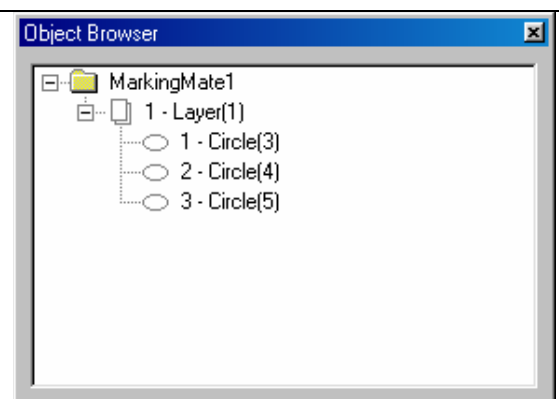 Object Browser
MarkingMate1
1 - Layer(1)
1 - Circle(3)
2 - Circle(4)
3 - Circle(5)